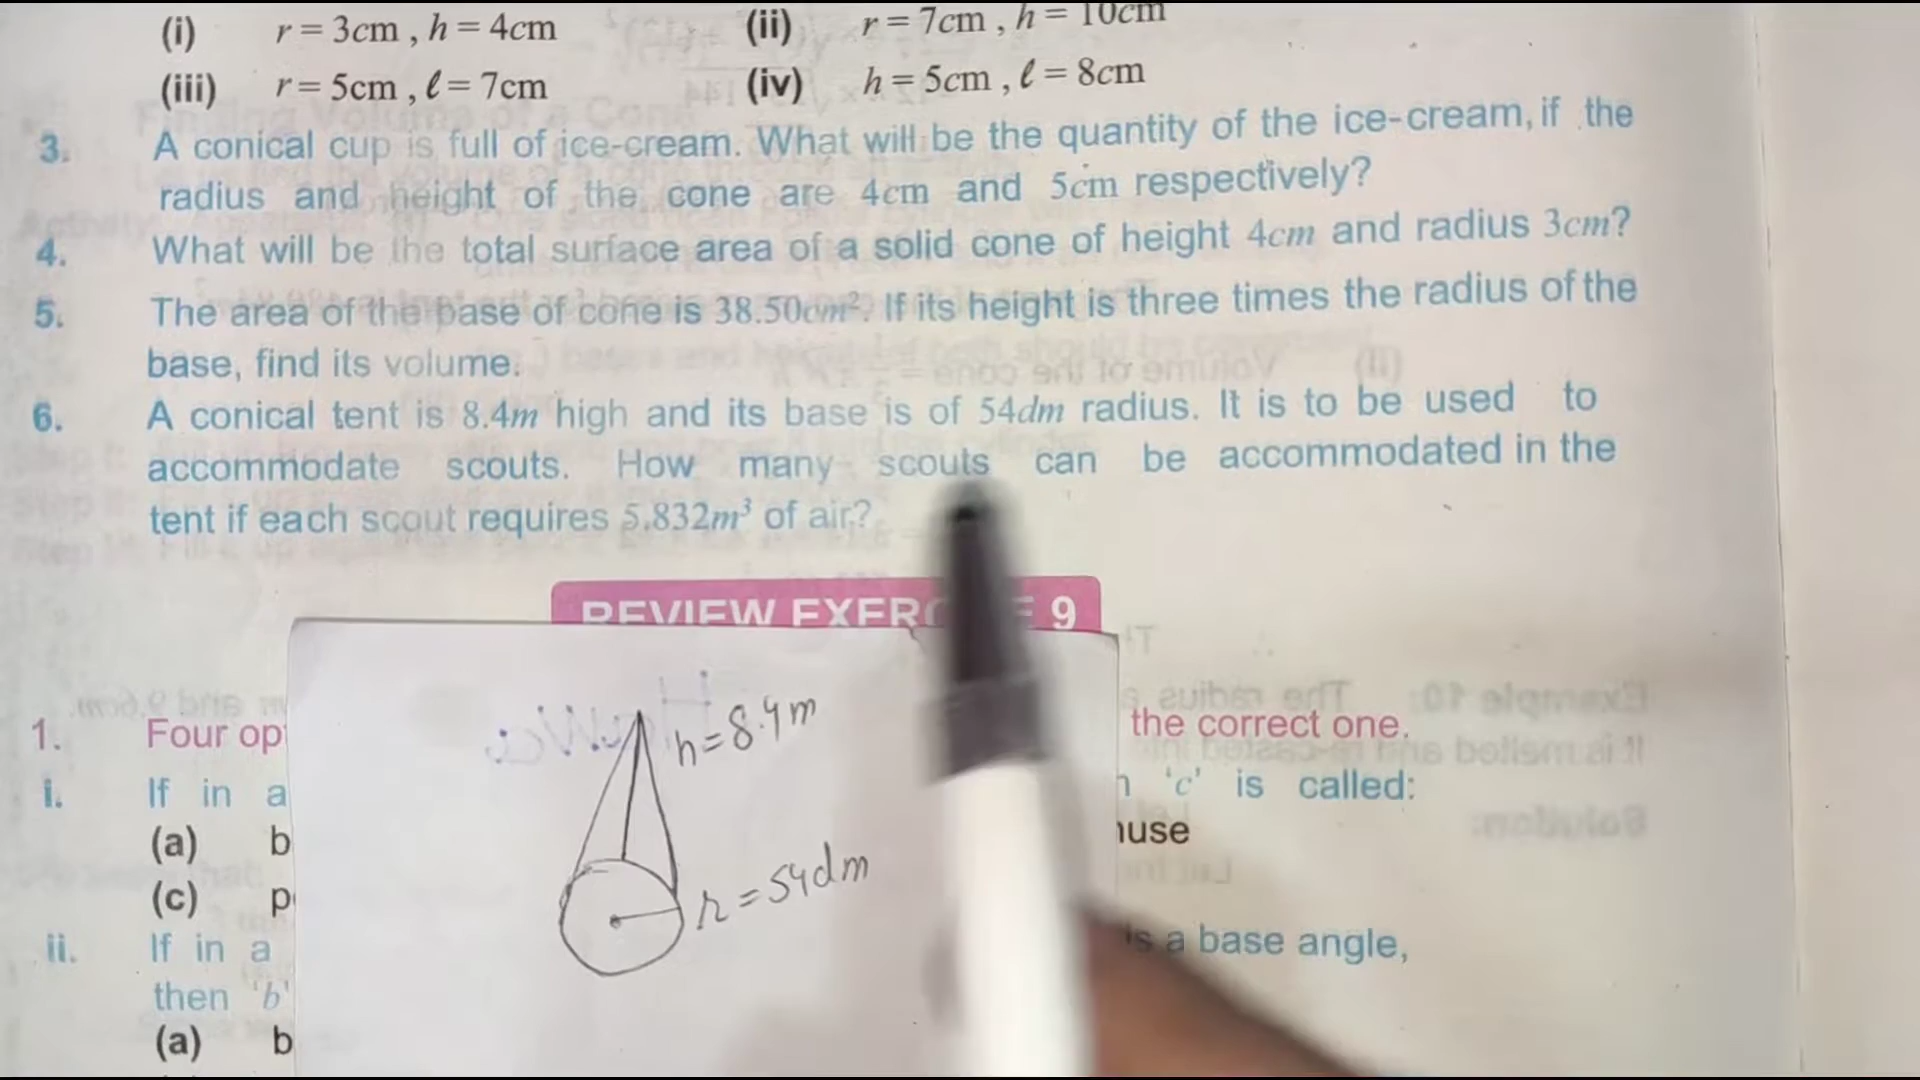 (i) r = 3cm , h = 4cm (ii) r = 7cm , h = 10cm
(iii) r = 5cm , ℓ = 7cm (iv) h = 5cm , ℓ = 8cm
3. A conical cup is full of ice-cream. What will be the quantity of the ice-cream, if the
radius and height of the cone are 4cm and 5cm respectively?
4. What will be the total surface area of a solid cone of height 4cm and radius 3cm?
5. The area of the base of cone is 38.50cm². If its height is three times the radius of the
base, find its volume.
6. A conical tent is 8.4m high and its base is of 54dm radius. It is to be used to
accommodate scouts. How many scouts can be accommodated in the
tent if each scout requires 5.832m³ of air?
REVIEW EXER 9
h=8.4m
1. Four op the correct one.
i. If in a 'c' is called:
(a) b use
r=54dm
(c) p
ii. If in a is a base angle,
then 'b'
(a) b